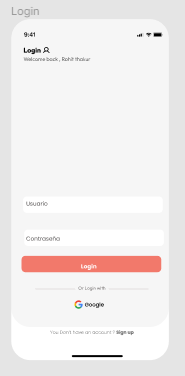 Login
9:41
Login
Welcome back , Rohit thakur
Usuario
Contraseña
Login
Or Login with
Google
You Don't have an account ? Sign up